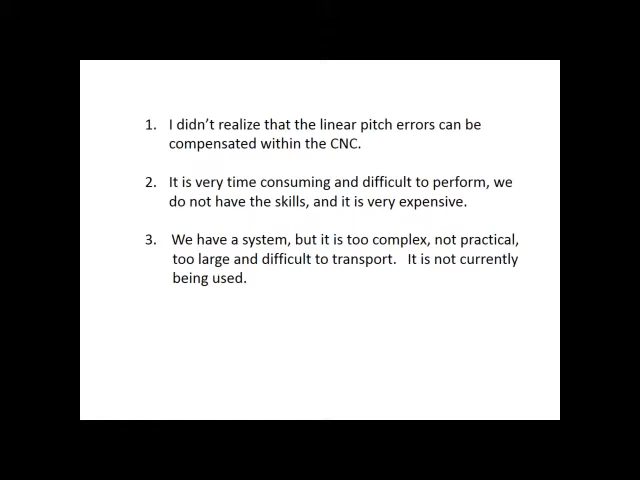 1. I didn't realize that the linear pitch errors can be
compensated within the CNC.
2. It is very time consuming and difficult to perform, we
do not have the skills, and it is very expensive.
3. We have a system, but it is too complex, not practical,
too large and difficult to transport. It is not currently
being used.